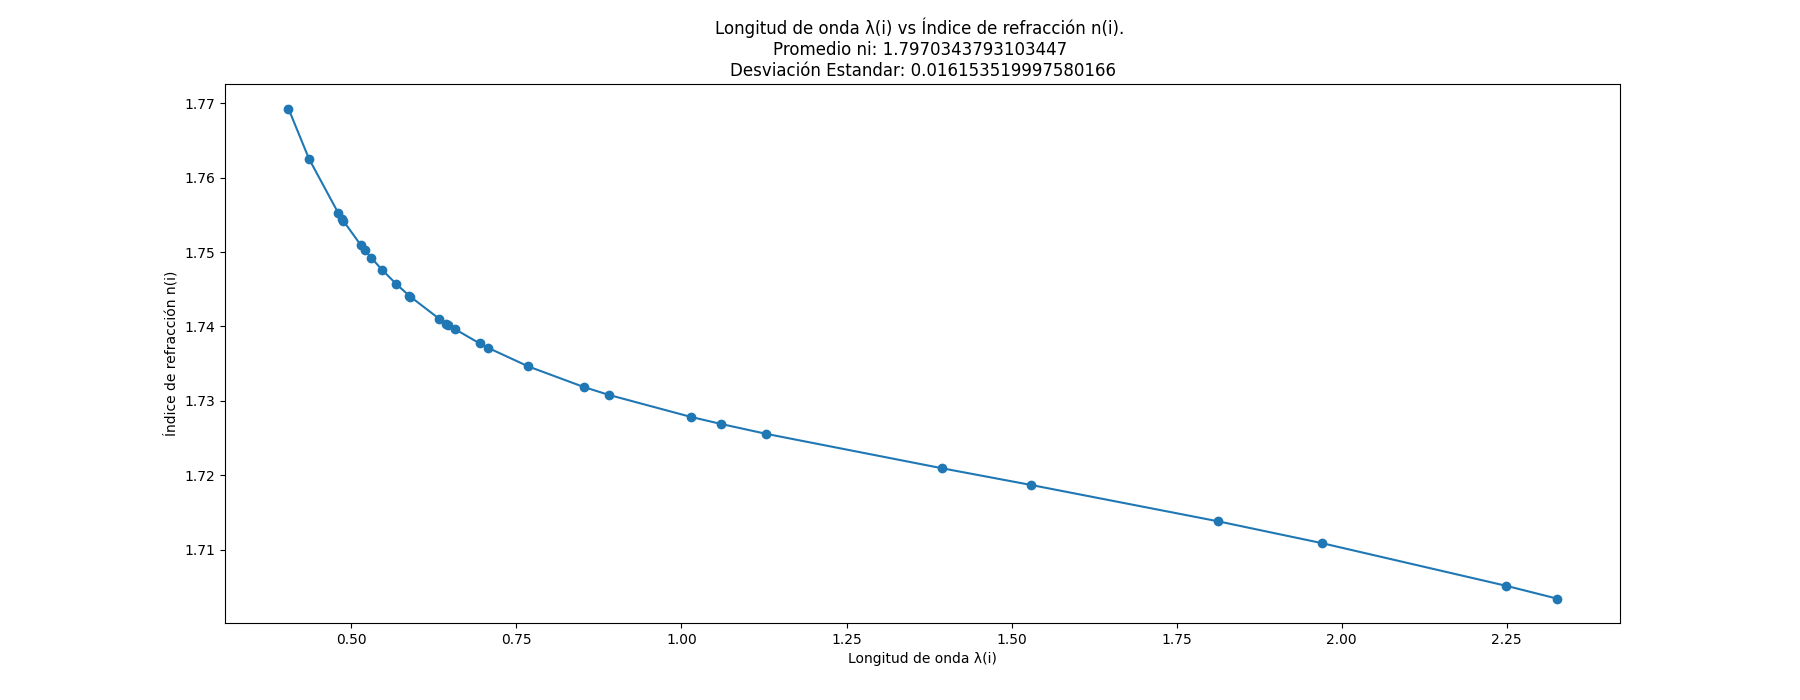 Longitud de onda λ(i) vs Índice de refracción n(i).
Promedio ni: 1.7970343793103447
Desviación Estandar: 0.016153519997580166
1.77
1.76
1.75
1.74
1.73
1.72
1.71
Índice de refracción n(i)
0.50 0.75 1.00 1.25 1.50 1.75 2.00 2.25
Longitud de onda λ(i)